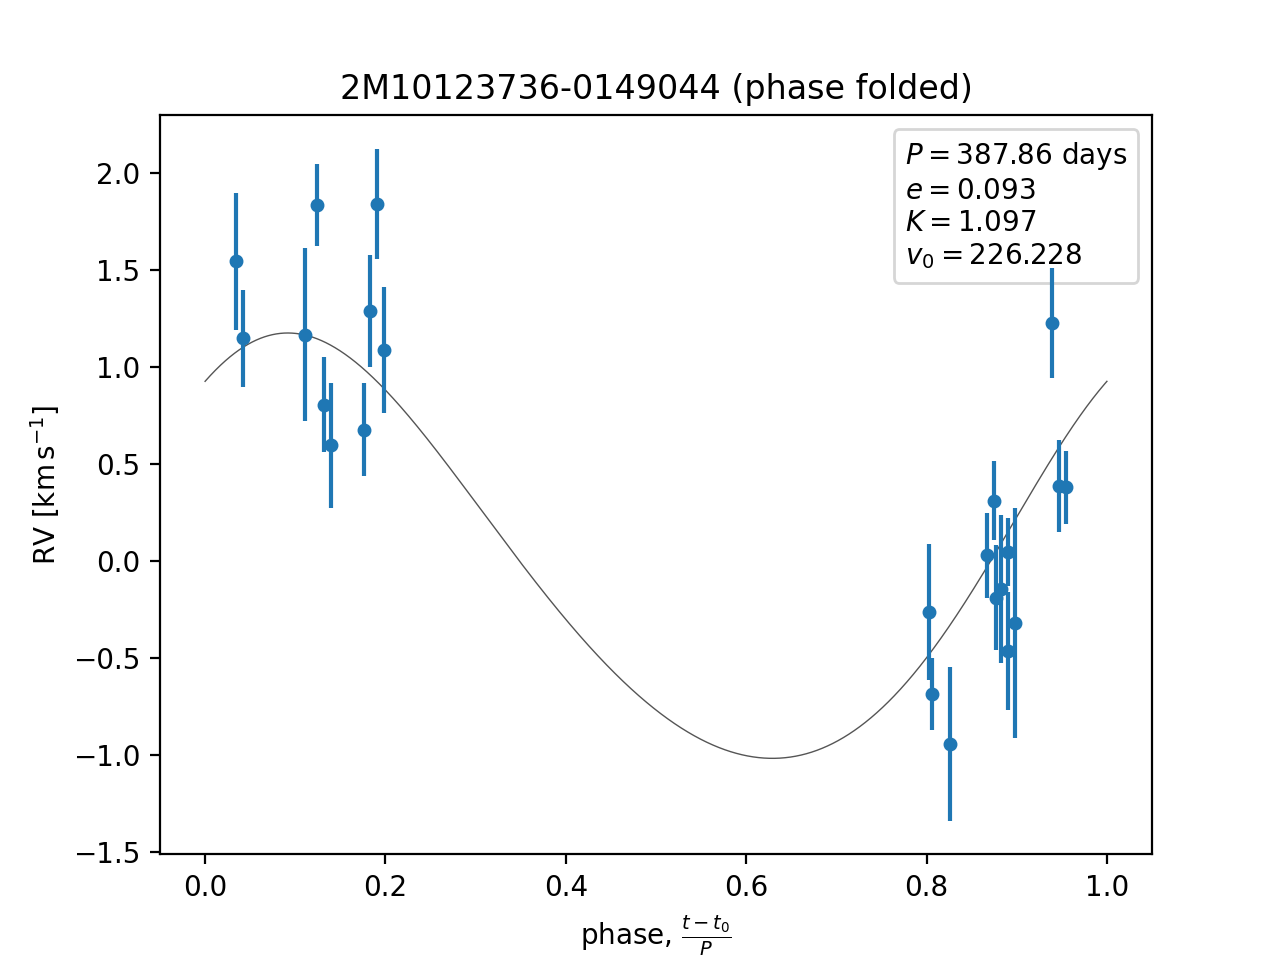 2M10123736-0149044 (phase folded)
P = 387.86 days
e = 0.093
K = 1.097
v₀ = 226.228
RV [km s⁻¹]
2.0
1.5
1.0
0.5
0.0
−0.5
−1.0
−1.5
0.0 0.2 0.4 0.6 0.8 1.0
phase, (t − t₀)/P